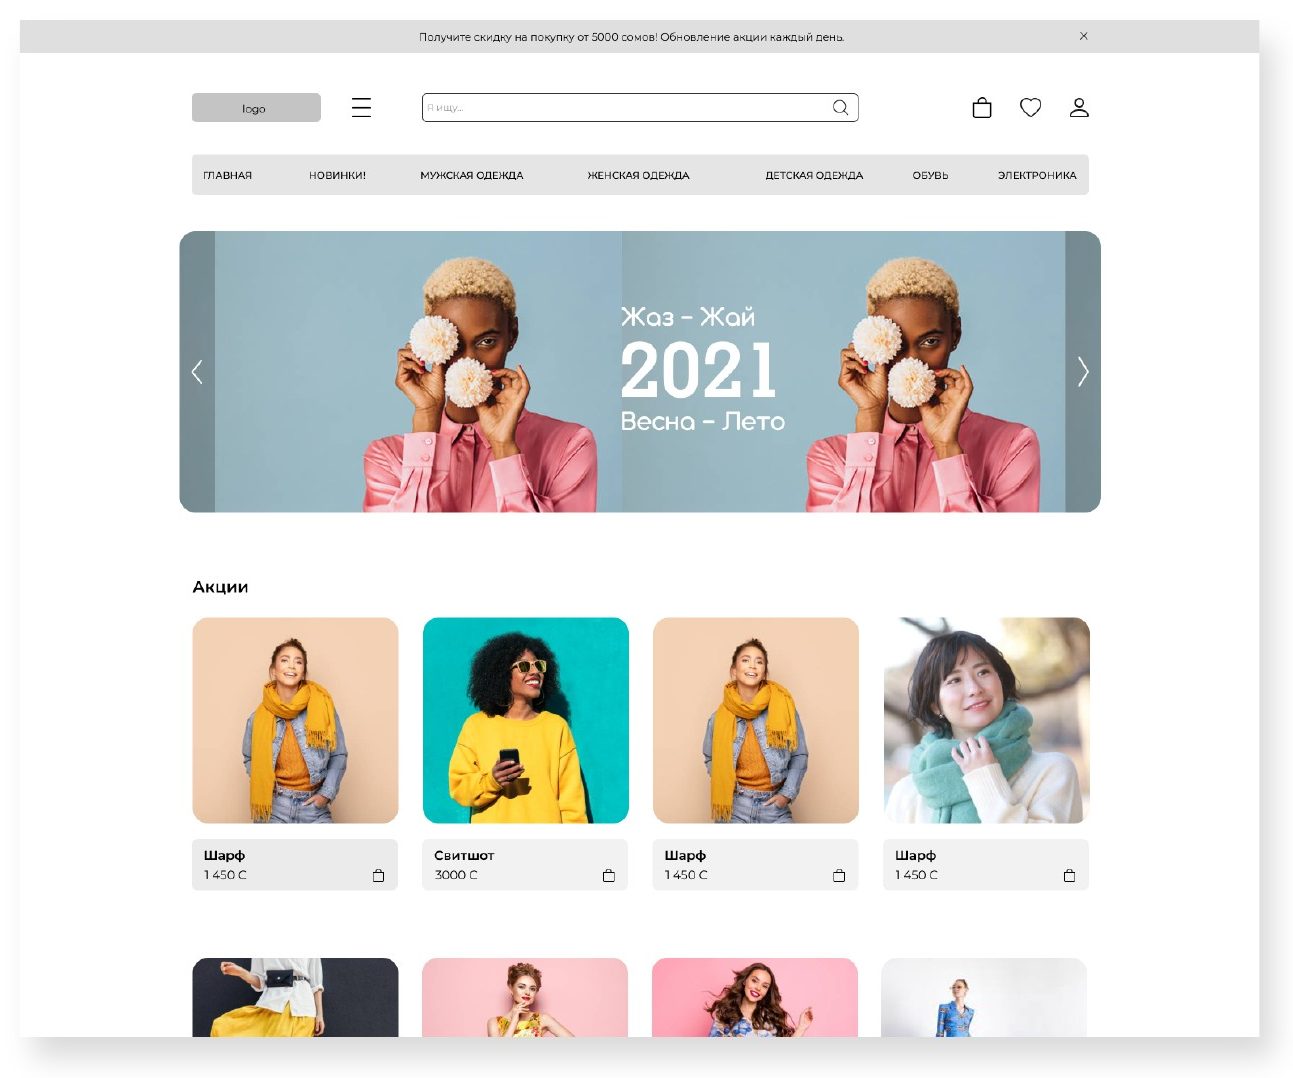 Получите скидку на покупку от 5000 сомов! Обновление акции каждый день.
logo
Я ищу...
ГЛАВНАЯ НОВИНКИ! МУЖСКАЯ ОДЕЖДА ЖЕНСКАЯ ОДЕЖДА ДЕТСКАЯ ОДЕЖДА ОБУВЬ ЭЛЕКТРОНИКА
Жаз – Жай
2021
Весна – Лето
Акции
Шарф
1 450 С
Свитшот
3000 С
Шарф
1 450 С
Шарф
1 450 С